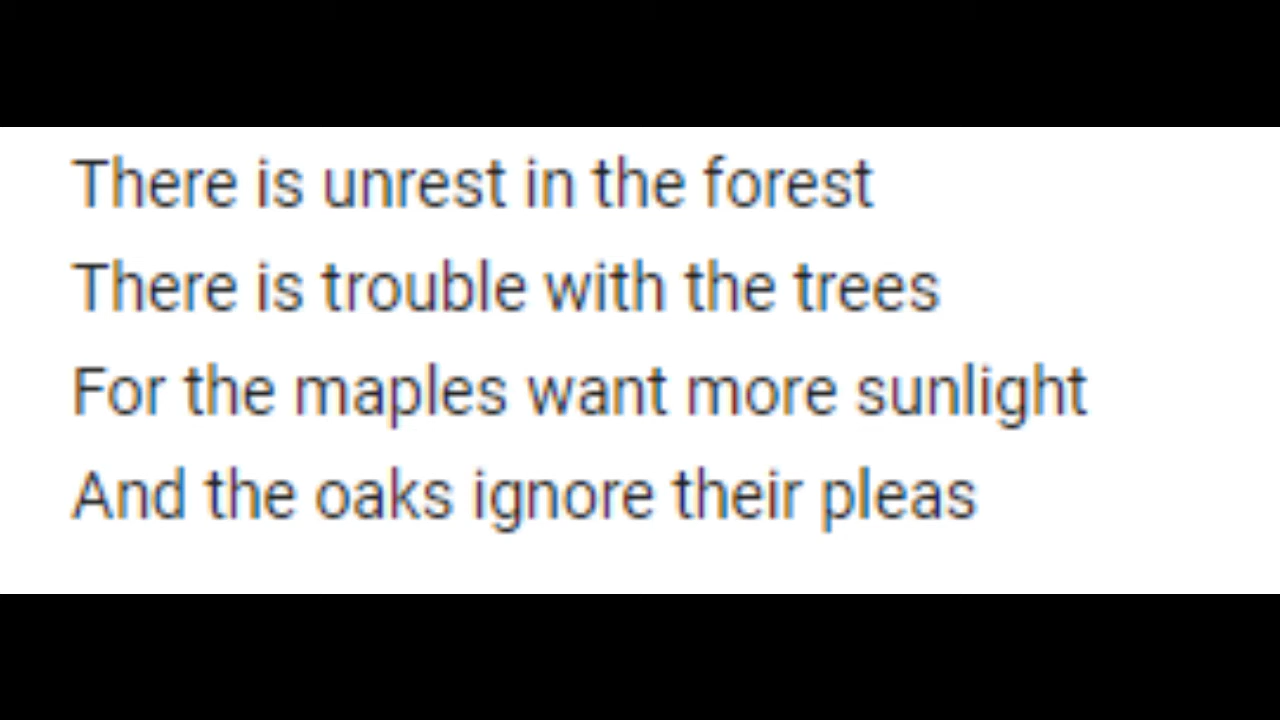 There is unrest in the forest
There is trouble with the trees
For the maples want more sunlight
And the oaks ignore their pleas